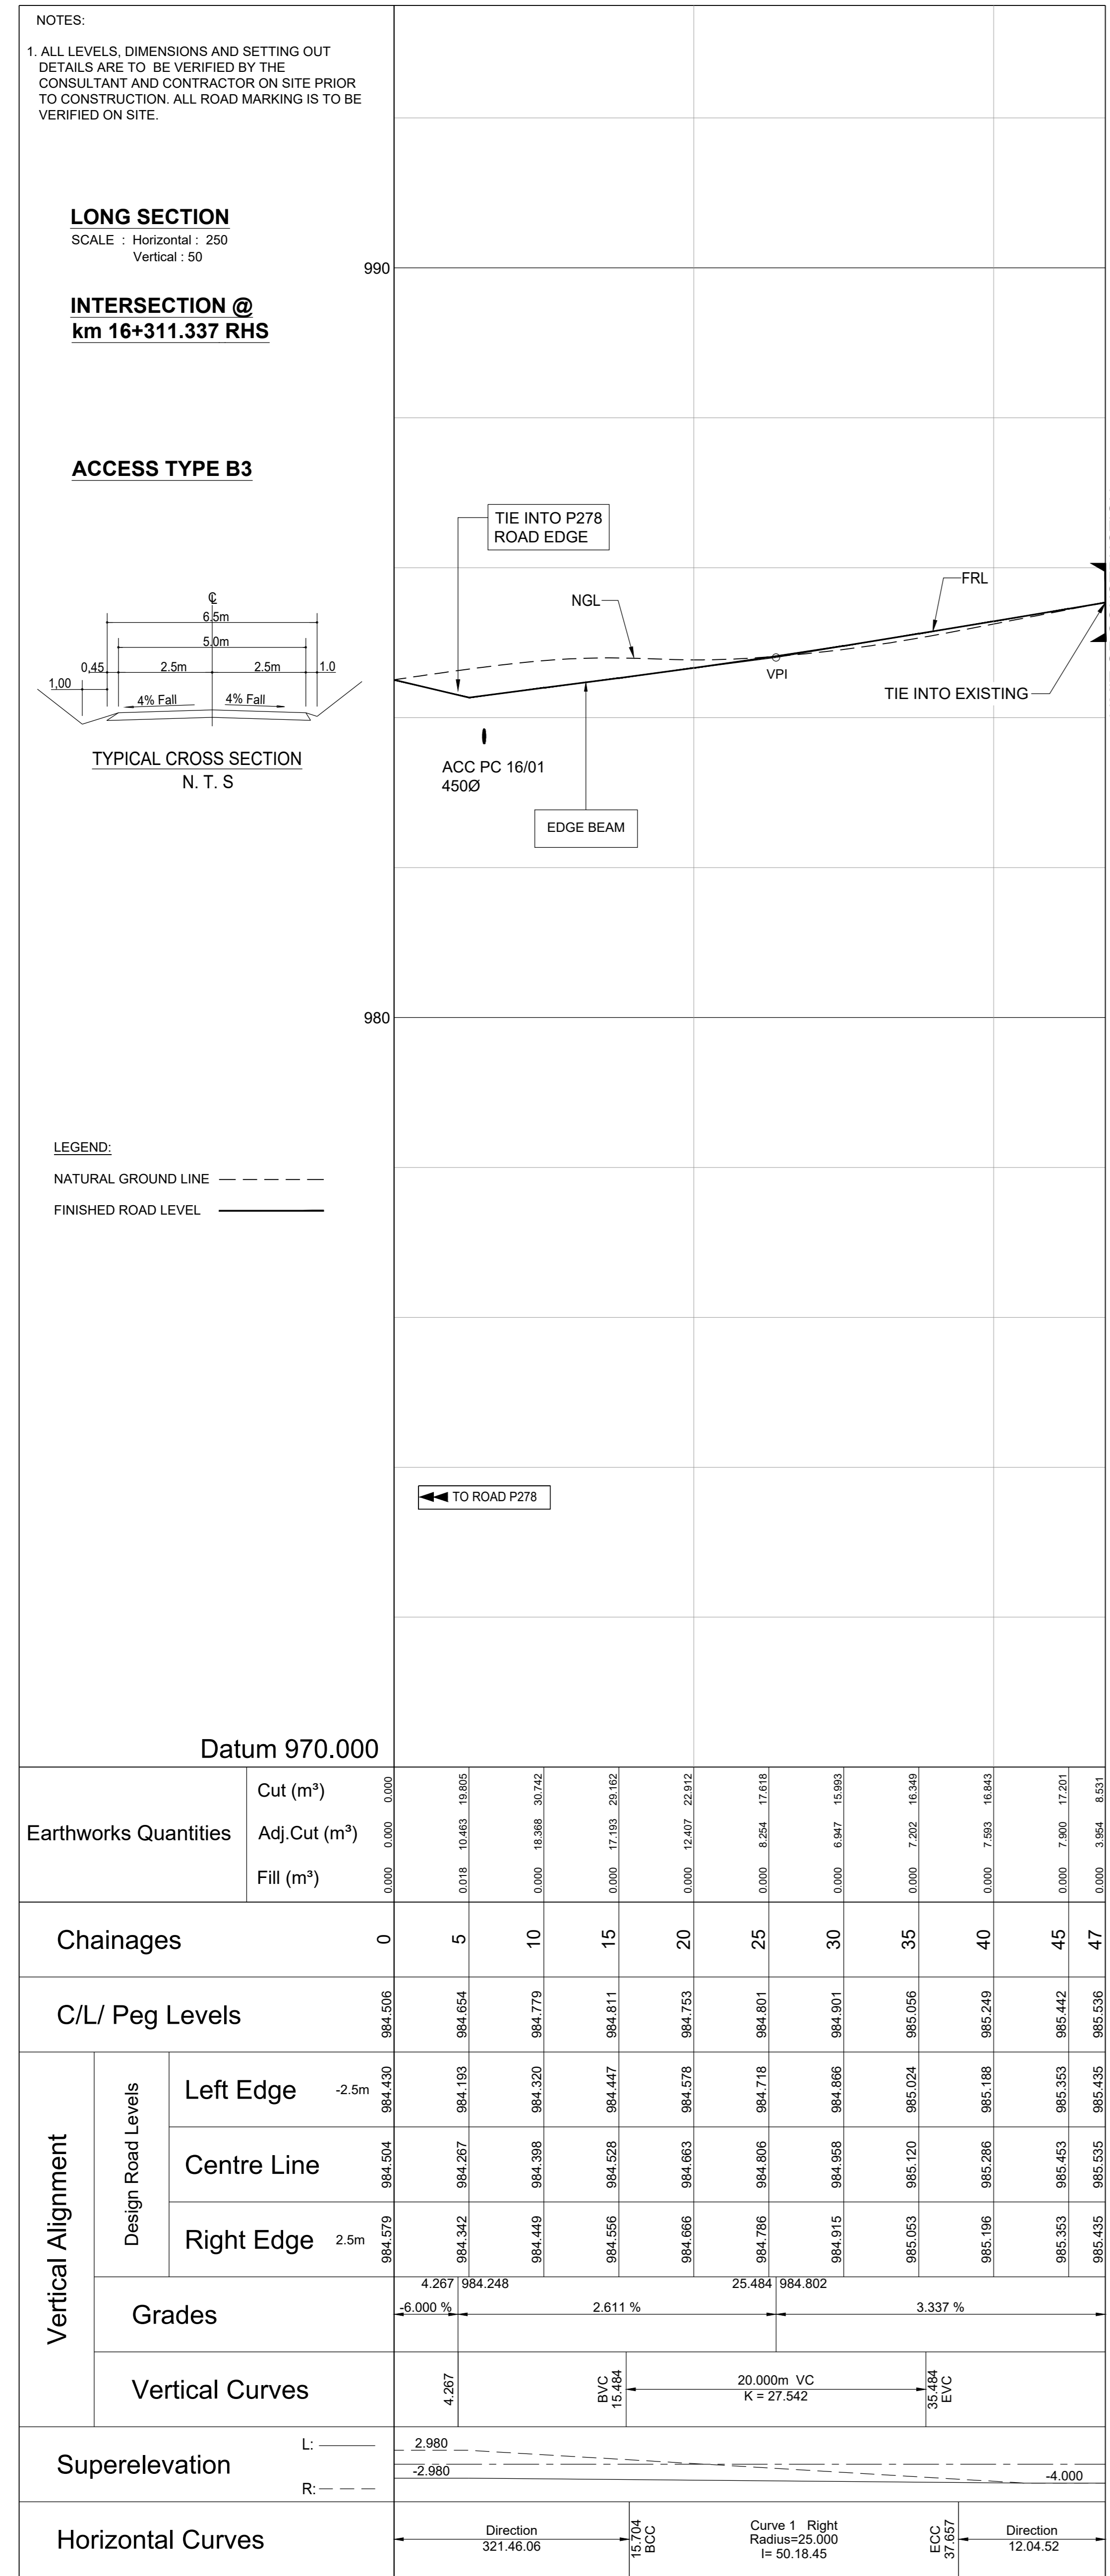 NOTES:
1. ALL LEVELS, DIMENSIONS AND SETTING OUT
DETAILS ARE TO BE VERIFIED BY THE
CONSULTANT AND CONTRACTOR ON SITE PRIOR
TO CONSTRUCTION. ALL ROAD MARKING IS TO BE
VERIFIED ON SITE.
LONG SECTION
SCALE : Horizontal : 250
Vertical : 50
INTERSECTION @
km 16+311.337 RHS
ACCESS TYPE B3
6.5m
5.0m
0,45 2.5m 2.5m 1.0
1,00
4% Fall 4% Fall
TYPICAL CROSS SECTION
N. T. S
990
TIE INTO P278
ROAD EDGE
NGL
FRL
VPI
TIE INTO EXISTING
ACC PC 16/01
450Ø
EDGE BEAM
980
LEGEND:
NATURAL GROUND LINE
FINISHED ROAD LEVEL
TO ROAD P278
Datum 970.000
Earthworks Quantities
Cut (m³) 0.000 19.805 30.742 29.162 22.912 17.618 15.993 16.349 16.843 17.201 8.531
Adj.Cut (m³) 0.000 10.463 18.368 17.193 12.407 8.254 6.947 7.202 7.593 7.900 3.954
Fill (m³) 0.000 0.018 0.000 0.000 0.000 0.000 0.000 0.000 0.000 0.000 0.000
Chainages 0 5 10 15 20 25 30 35 40 45 47
C/L/ Peg Levels 984.506 984.654 984.779 984.811 984.753 984.801 984.901 985.056 985.249 985.442 985.536
Vertical Alignment
Design Road Levels
Left Edge -2.5m 984.430 984.193 984.320 984.447 984.578 984.718 984.866 985.024 985.188 985.353 985.435
Centre Line 984.504 984.267 984.398 984.528 984.663 984.806 984.958 985.120 985.286 985.453 985.535
Right Edge 2.5m 984.579 984.342 984.449 984.556 984.666 984.786 984.915 985.053 985.196 985.353 985.435
Grades
4.267 984.248 25.484 984.802
-6.000 % 2.611 % 3.337 %
Vertical Curves
4.267
BVC
15.484
20.000m VC
K = 27.542
35.484
EVC
Superelevation
L:
R:
2.980
-2.980
-4.000
Horizontal Curves
Direction
321.46.06
15.704
BCC
Curve 1 Right
Radius=25.000
I= 50.18.45
ECC
37.657
Direction
12.04.52